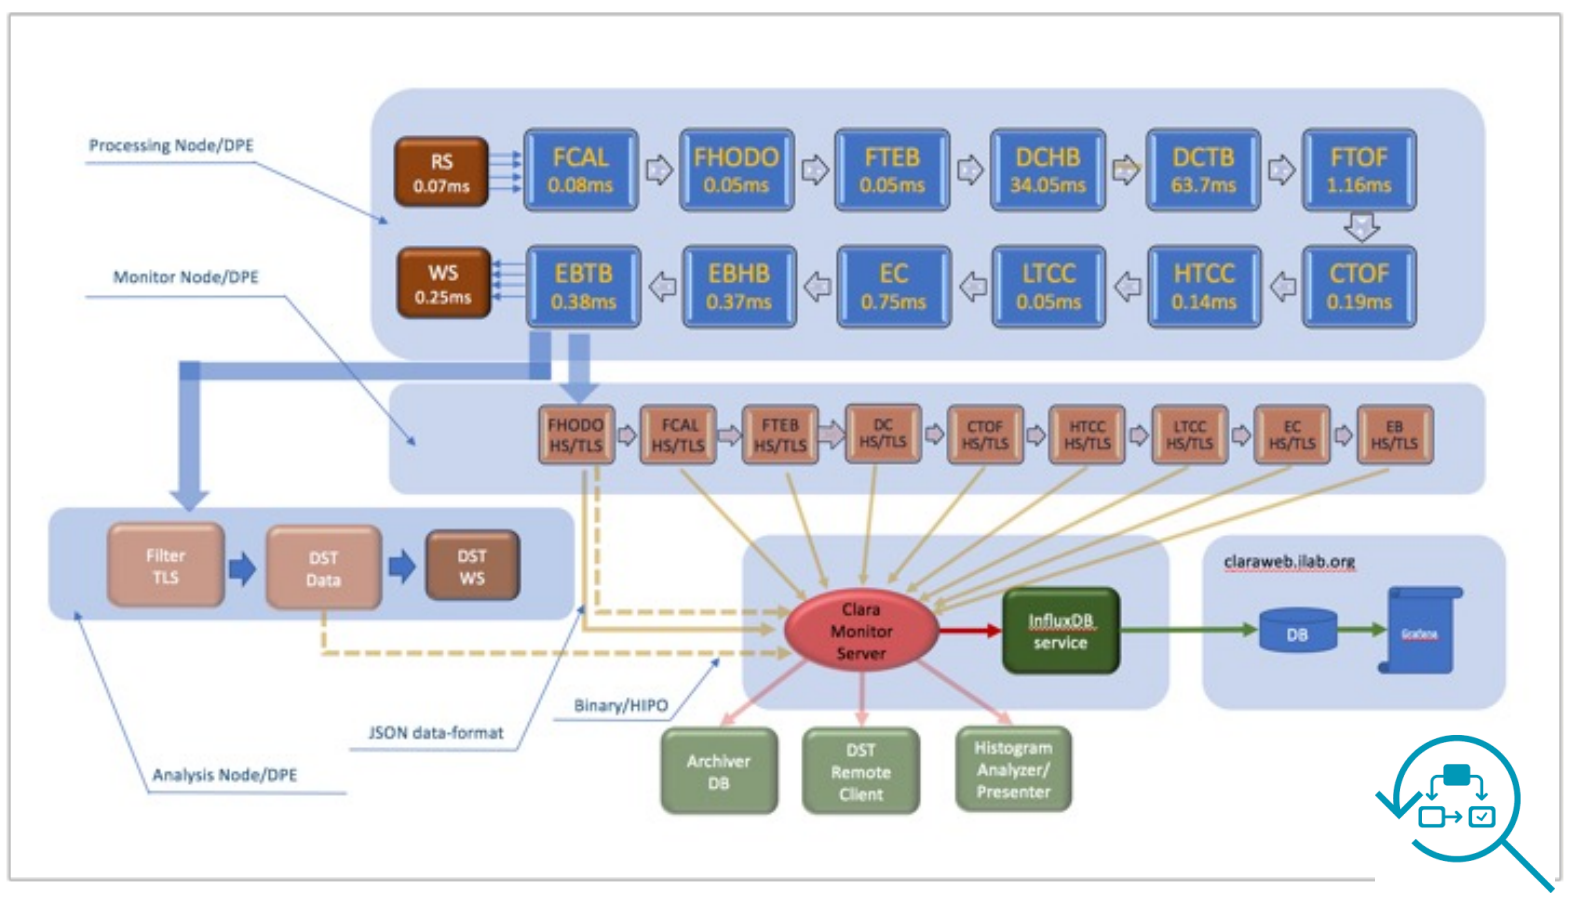 Processing Node/DPE
RS
0.07ms
FCAL
0.08ms
FHODO
0.05ms
FTEB
0.05ms
DCHB
34.05ms
DCTB
63.7ms
FTOF
1.16ms
WS
0.25ms
EBTB
0.38ms
EBHB
0.37ms
EC
0.75ms
LTCC
0.05ms
HTCC
0.14ms
CTOF
0.19ms
Monitor Node/DPE
FHODO
HS/TLS
FCAL
HS/TLS
FTEB
HS/TLS
DC
HS/TLS
CTOF
HS/TLS
HTCC
HS/TLS
LTCC
HS/TLS
EC
HS/TLS
EB
HS/TLS
Filter
TLS
DST
Data
DST
WS
Clara
Monitor
Server
InfluxDB
service
claraweb.jlab.org
DB
Grafana
Binary/HIPO
JSON data-format
Analysis Node/DPE
Archiver
DB
DST
Remote
Client
Histogram
Analyzer/
Presenter